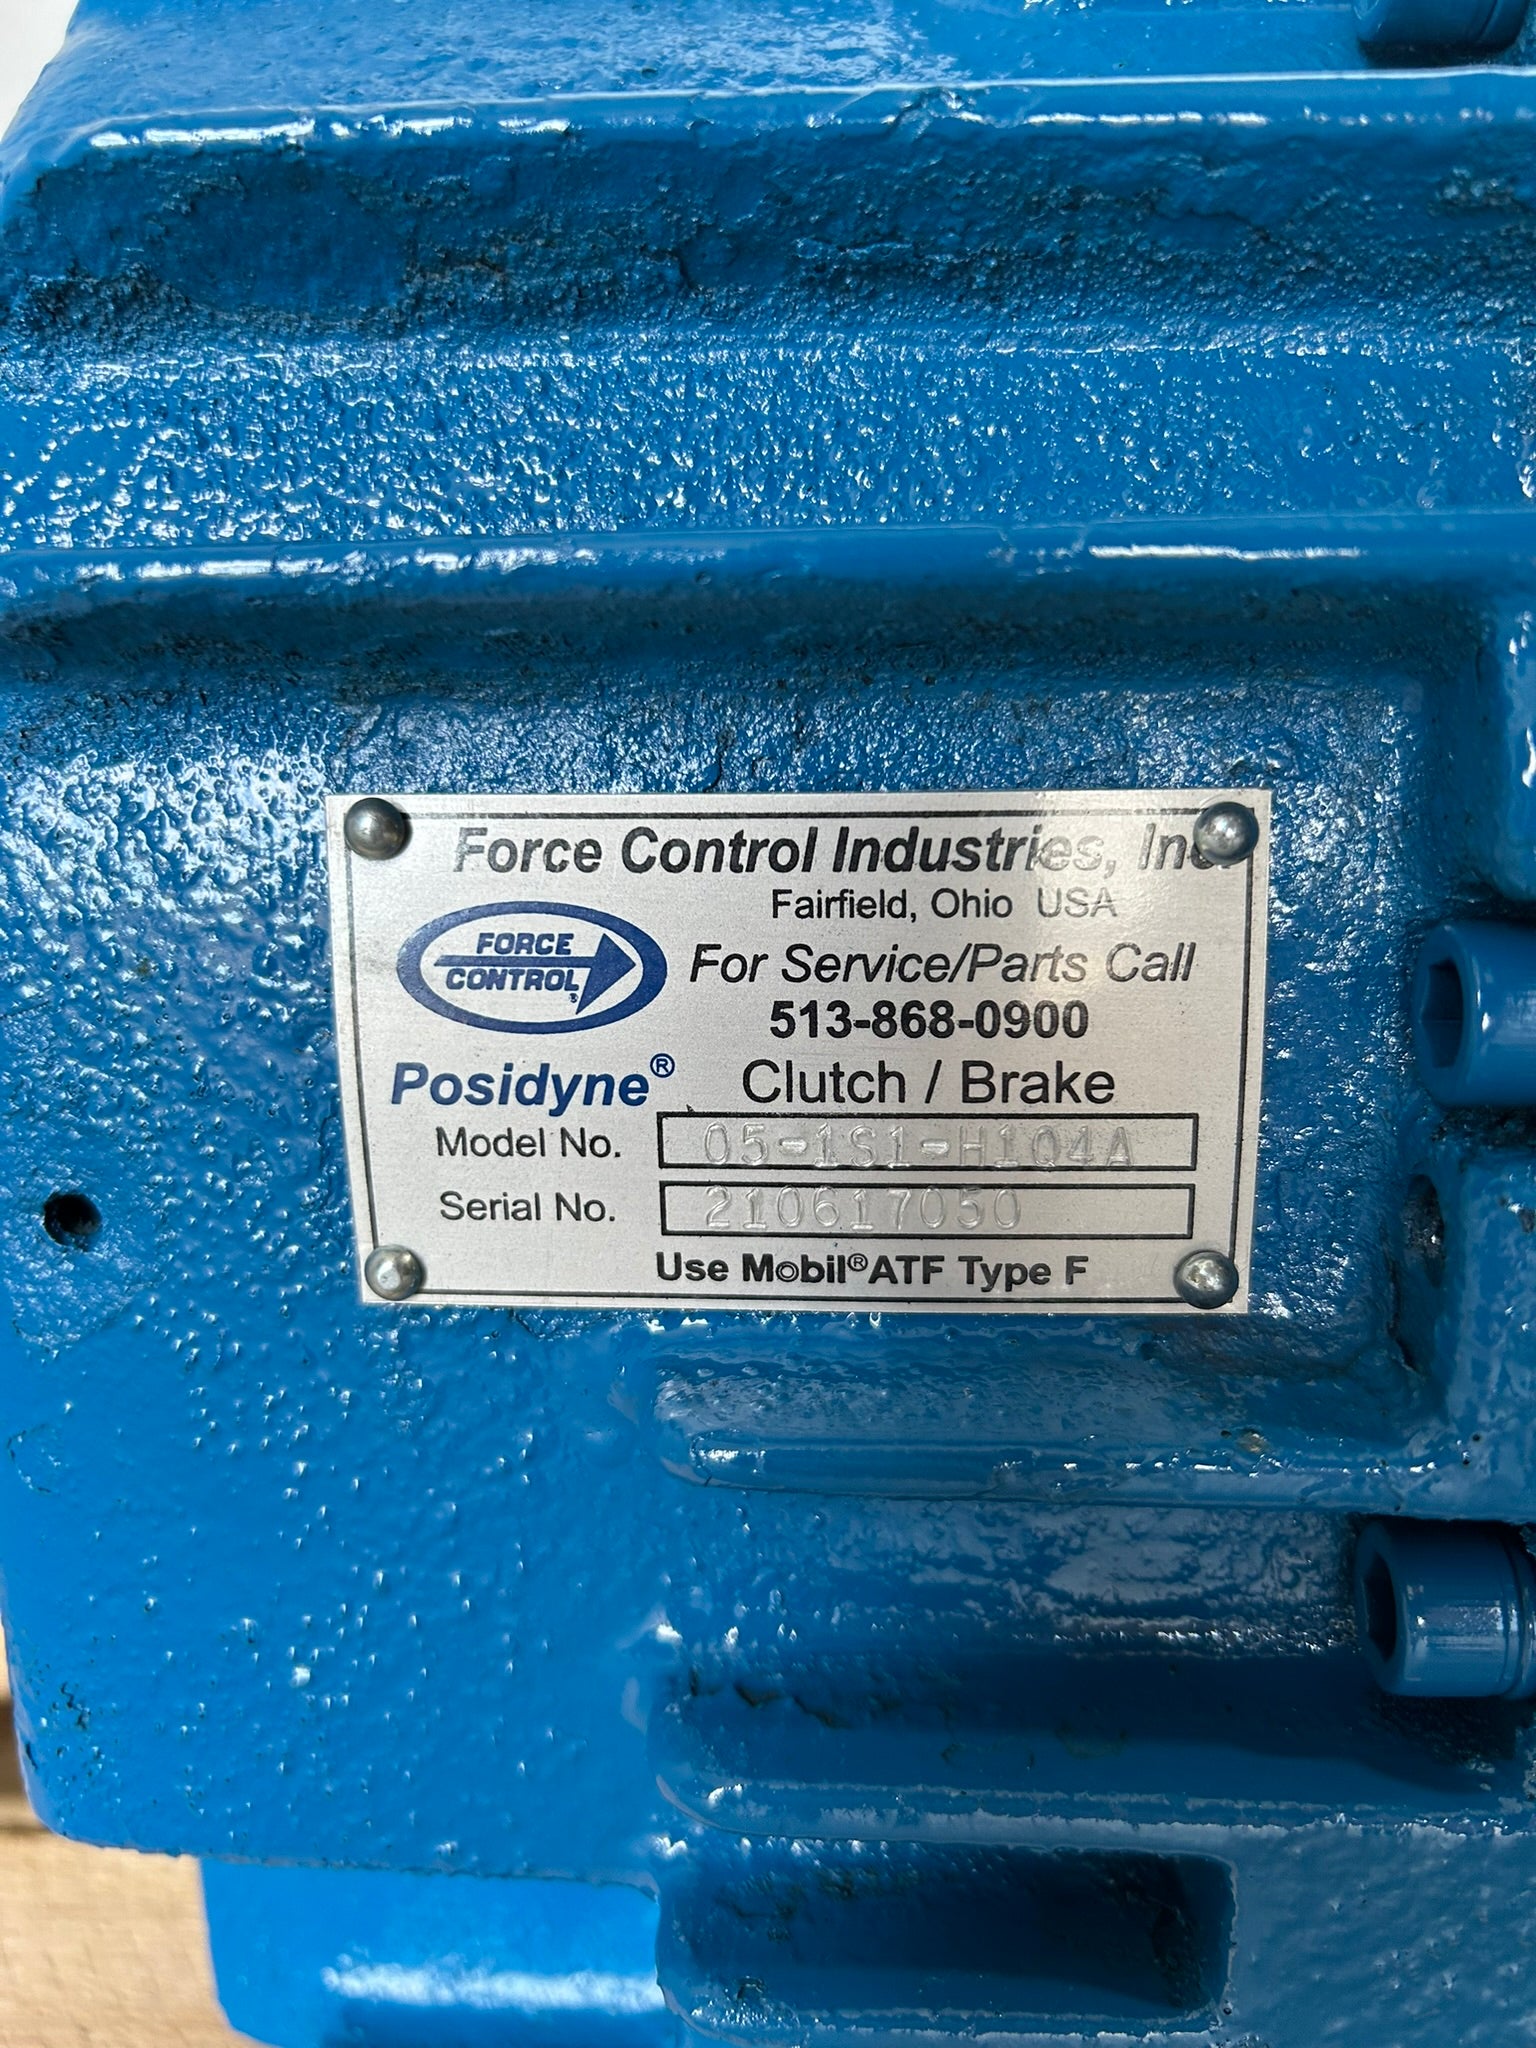 Force Control Industries, Inc.
Fairfield, Ohio USA
FORCE
CONTROL®
For Service/Parts Call
513-868-0900
Posidyne® Clutch / Brake
Model No. 05-1S1-H1Q4A
Serial No. 210617050
Use Mobil® ATF Type F